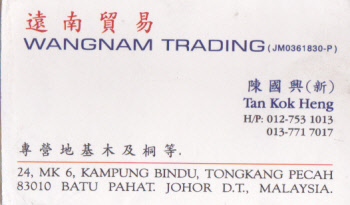 遠南貿易
WANGNAM TRADING (JM0361830-P)
陳國興(新)
Tan Kok Heng
H/P: 012-753 1013
013-771 7017
專營地基木及桐等.
24, MK 6, KAMPUNG BINDU, TONGKANG PECAH
83010 BATU PAHAT. JOHOR D.T., MALAYSIA.